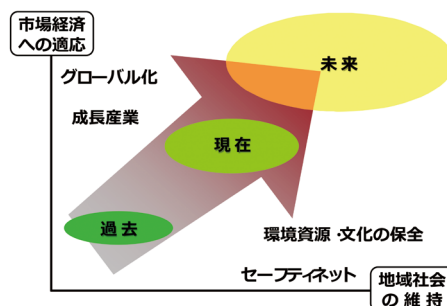 市場経済
への適応
グローバル化
未来
成長産業
現在
過去
環境資源・文化の保全
セーフティネット
地域社会
の維持